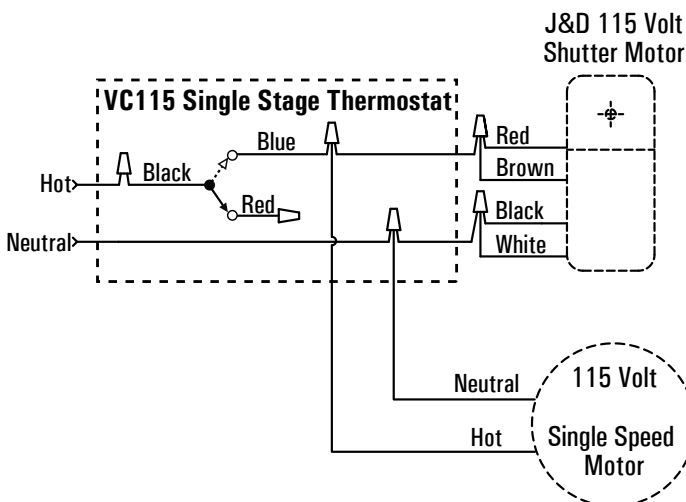 J&D 115 Volt
Shutter Motor
VC115 Single Stage Thermostat
Blue
Red
Hot
Black
Brown
Red
Black
Neutral
White
Neutral
115 Volt
Hot
Single Speed
Motor